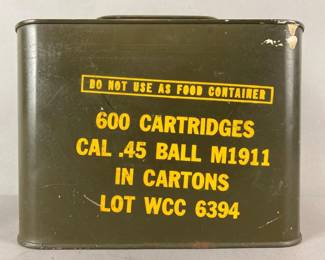 DO NOT USE AS FOOD CONTAINER
600 CARTRIDGES
CAL .45 BALL M1911
IN CARTONS
LOT WCC 6394